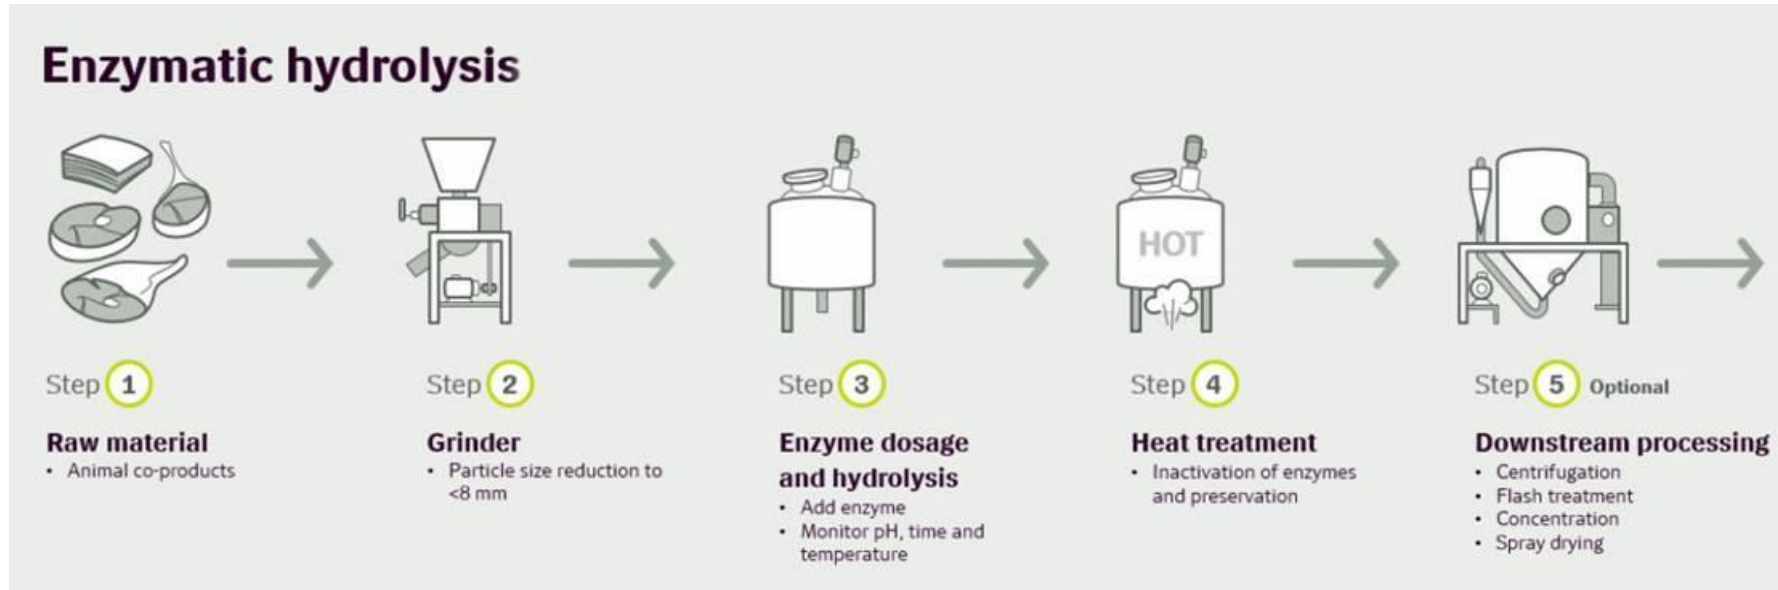 Enzymatic hydrolysis
HOT
Step 1
Raw material
• Animal co-products
Step 2
Grinder
• Particle size reduction to
<8 mm
Step 3
Enzyme dosage
and hydrolysis
• Add enzyme
• Monitor pH, time and
temperature
Step 4
Heat treatment
• Inactivation of enzymes
and preservation
Step 5 Optional
Downstream processing
• Centrifugation
• Flash treatment
• Concentration
• Spray drying